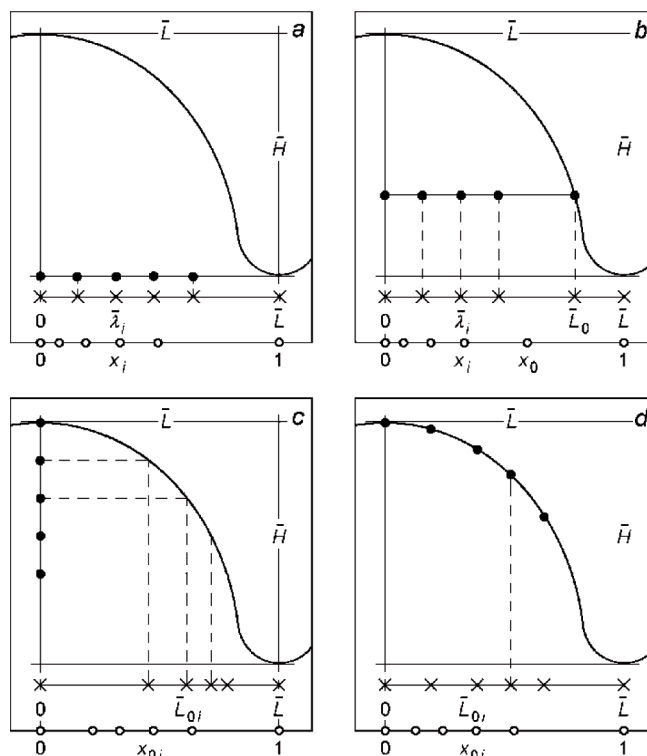 L̄ a
H̄
0 λ̄ᵢ L̄
0 xᵢ 1
L̄ b
H̄
0 λ̄ᵢ L̄₀ L̄
0 xᵢ x₀ 1
L̄ c
H̄
0 L̄₀ᵢ L̄
0 x₀ᵢ 1
L̄ d
H̄
0 L̄₀ᵢ L̄
0 x₀ᵢ 1